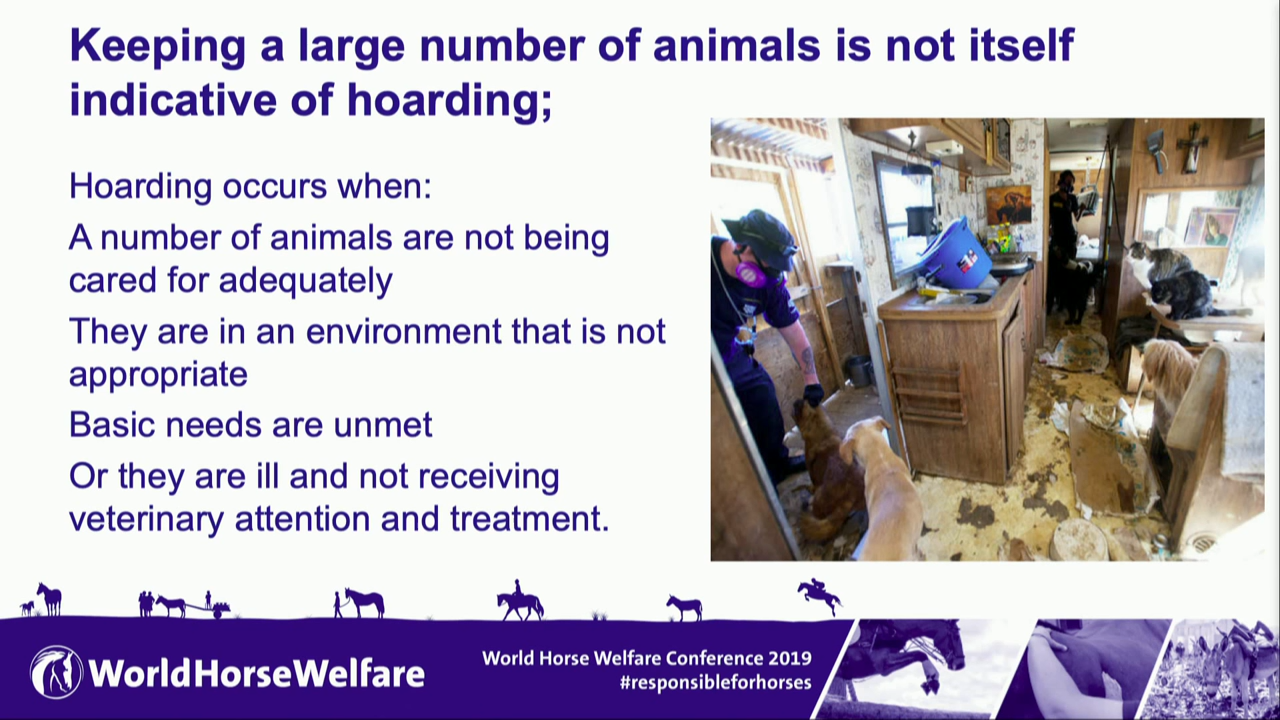 Keeping a large number of animals is not itself
indicative of hoarding;
Hoarding occurs when:
A number of animals are not being
cared for adequately
They are in an environment that is not
appropriate
Basic needs are unmet
Or they are ill and not receiving
veterinary attention and treatment.
WorldHorseWelfare
World Horse Welfare Conference 2019
#responsibleforhorses